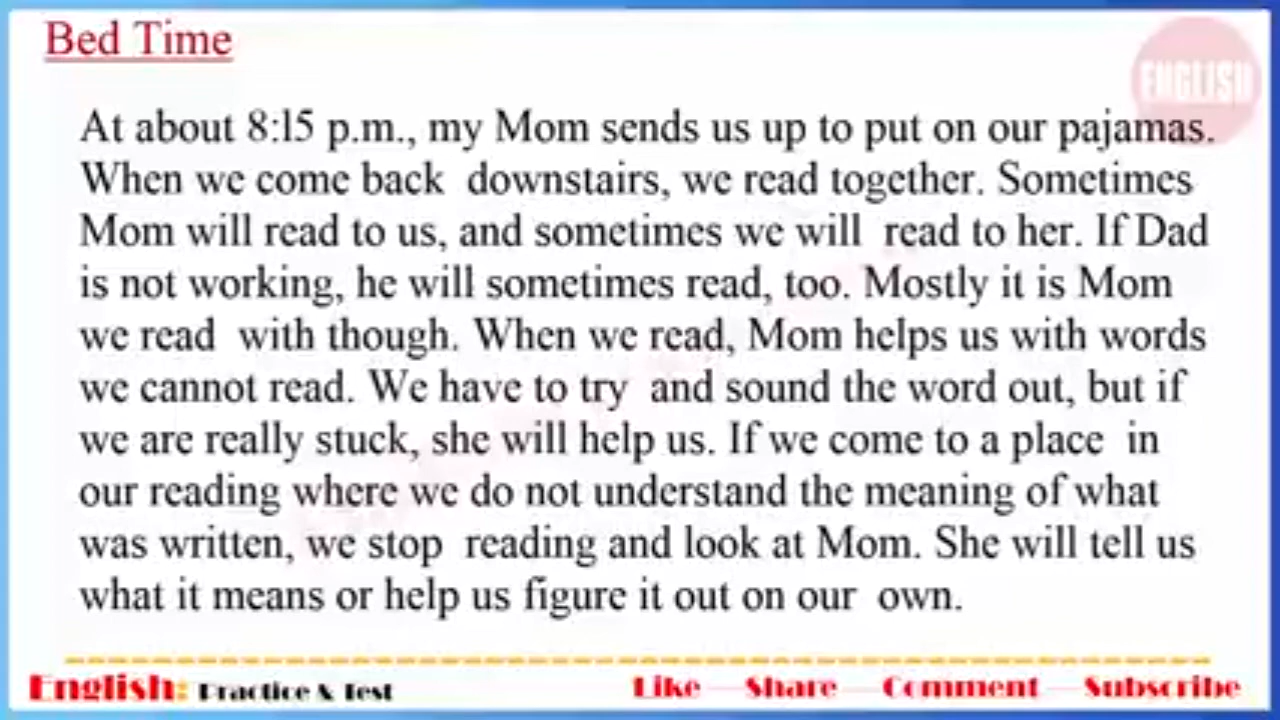 Bed Time
ENGLISH
At about 8:15 p.m., my Mom sends us up to put on our pajamas.
When we come back downstairs, we read together. Sometimes
Mom will read to us, and sometimes we will read to her. If Dad
is not working, he will sometimes read, too. Mostly it is Mom
we read with though. When we read, Mom helps us with words
we cannot read. We have to try and sound the word out, but if
we are really stuck, she will help us. If we come to a place in
our reading where we do not understand the meaning of what
was written, we stop reading and look at Mom. She will tell us
what it means or help us figure it out on our own.
English: Practice & Test
Like — Share — Comment — Subscribe